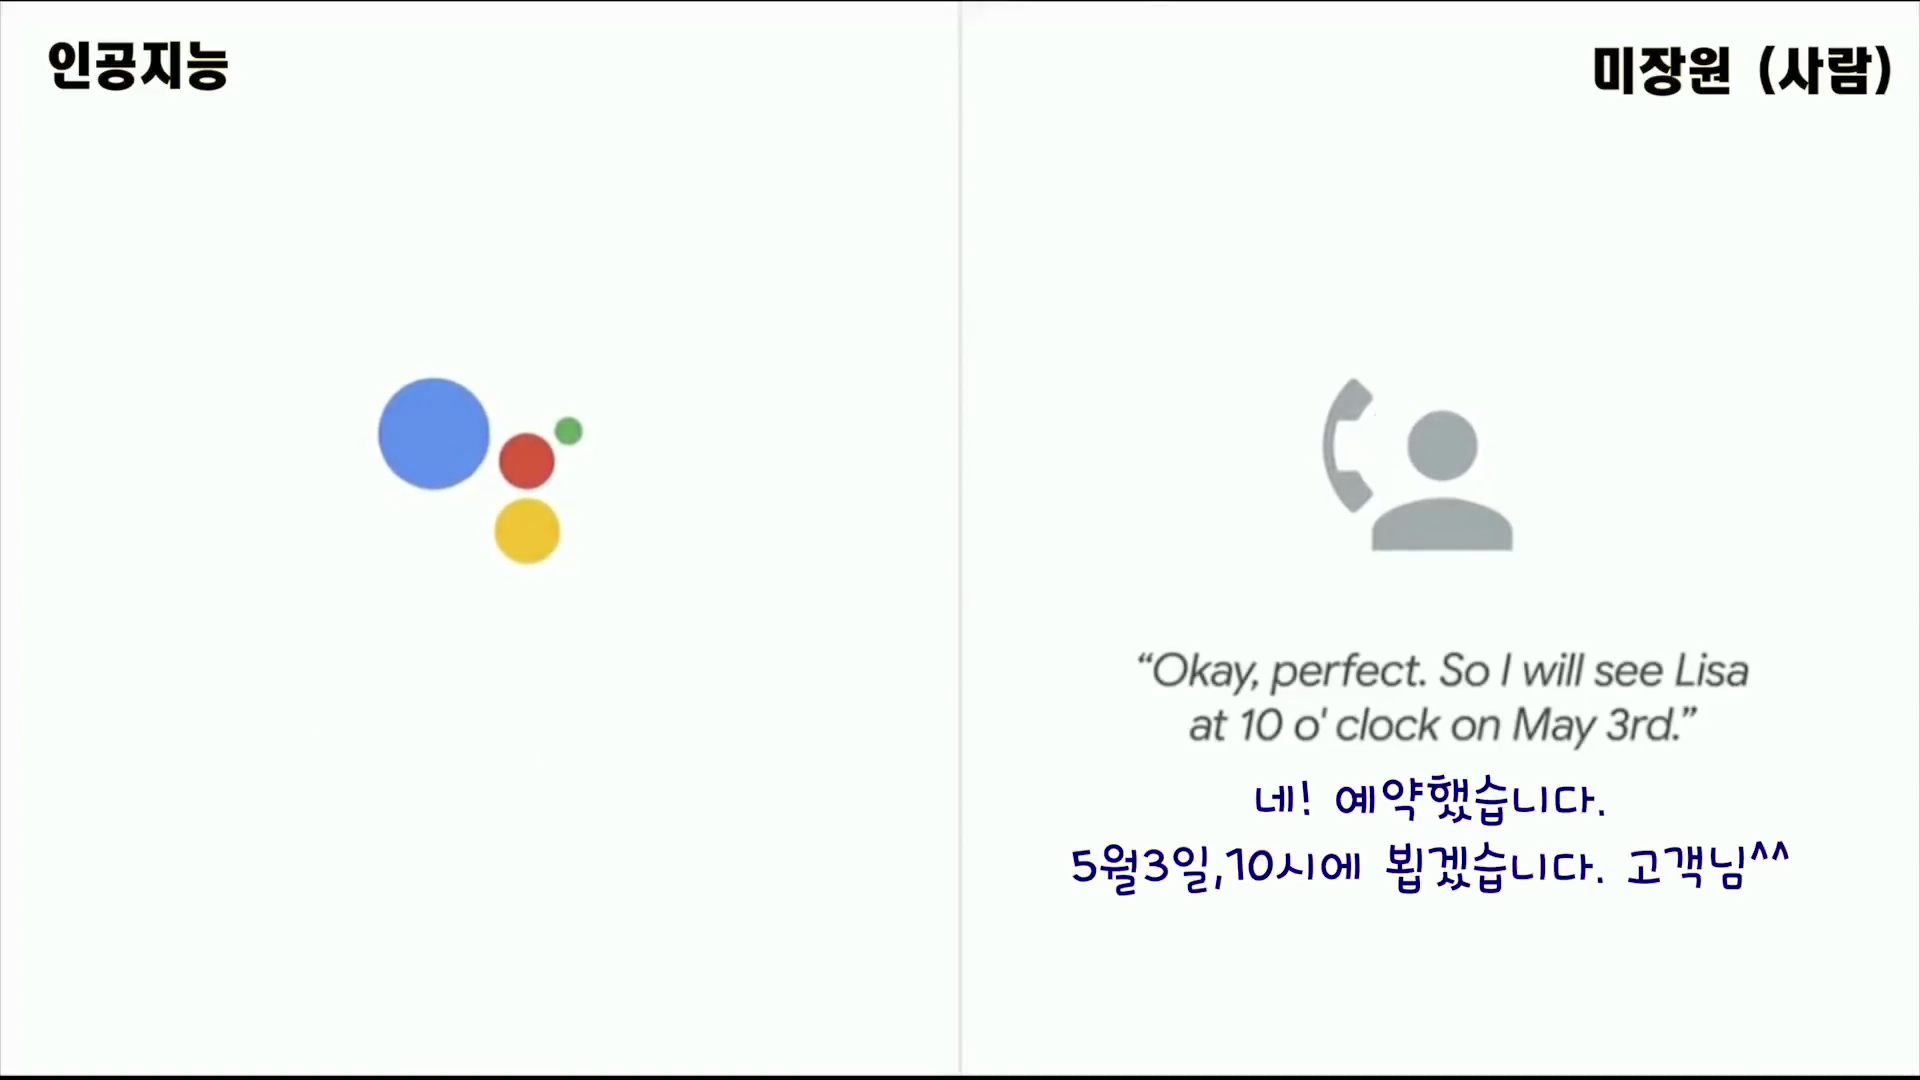 인공지능
미장원 (사람)
“Okay, perfect. So I will see Lisa
at 10 o' clock on May 3rd.”
네! 예약했습니다.
5월3일,10시에 뵙겠습니다. 고객님^^